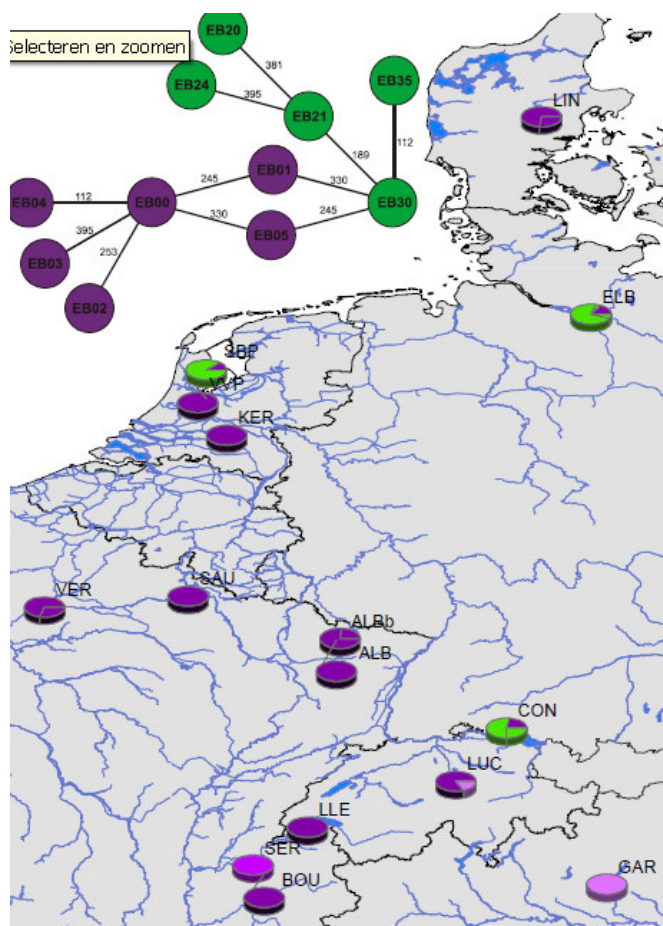 EB20
Selecteren en zoomen
381
EB24
395
EB35
EB21
LIN
189
112
245
EB01
330
EB04
112
EB00
EB30
395
330
EB05
245
EB03
253
EB02
ELB
SBP
VVP
KER
VER
SAU
ALBb
ALB
CON
LUC
LLE
SER
GAR
BOU